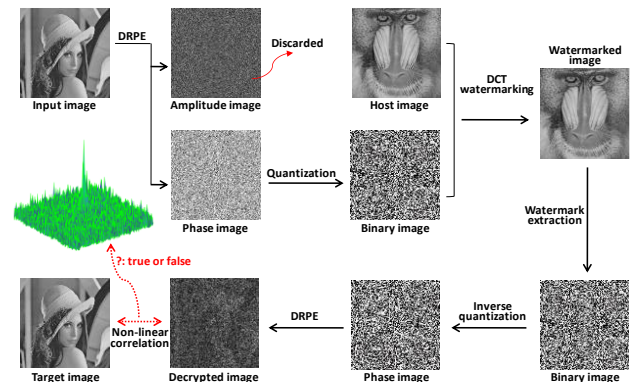 DRPE
Discarded
Input image
Amplitude image
Host image
DCT
watermarking
Watermarked
image
Quantization
Phase image
Binary image
Watermark
extraction
?: true or false
Non-linear
correlation
DRPE
Inverse
quantization
Target image
Decrypted image
Phase image
Binary image